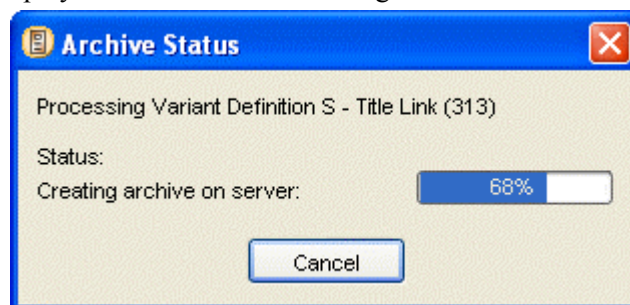 Archive Status
Processing Variant Definition S - Title Link (313)
Status:
Creating archive on server:
68%
Cancel